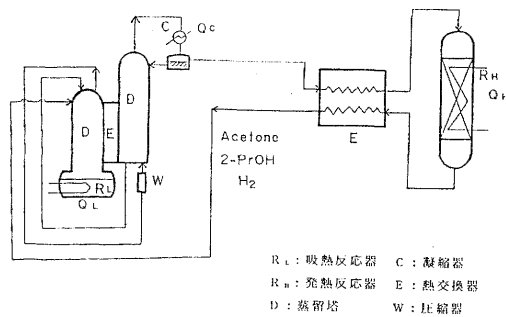 C
Qc
D
D
E
W
RL
QL
Acetone
2-PrOH
H2
E
RH
QH
RL：吸熱反応器 C：凝縮器
RH：発熱反応器 E：熱交換器
D：蒸留塔 W：圧縮器